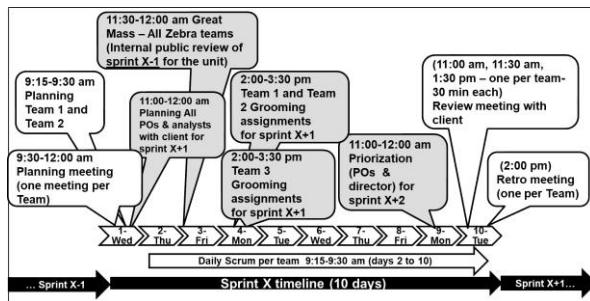 11:30-12:00 am Great
Mass – All Zebra teams
(Internal public review of
sprint X-1 for the unit)
9:15-9:30 am
Planning
Team 1 and
Team 2
11:00-12:00 am
Planning All
POs & analysts
with client for
sprint X+1
2:00-3:30 pm
Team 1 and Team
2 Grooming
assignments
for sprint X+1
(11:00 am, 11:30 am,
1:30 pm – one per team-
30 min each)
Review meeting with
client
9:30-12:00 am
Planning meeting
(one meeting per
Team)
2:00-3:30 pm
Team 3
Grooming
assignments
for sprint X+1
11:00-12:00 am
Priorization
(POs &
director) for
sprint X+2
(2:00 pm)
Retro meeting
(one per Team)
1-
Wed
2-
Thu
3-
Fri
4-
Mon
5-
Tue
6-
Wed
7-
Thu
8-
Fri
9-
Mon
10-
Tue
Daily Scrum per team 9:15-9:30 am (days 2 to 10)
... Sprint X-1
Sprint X timeline (10 days)
Sprint X+1...